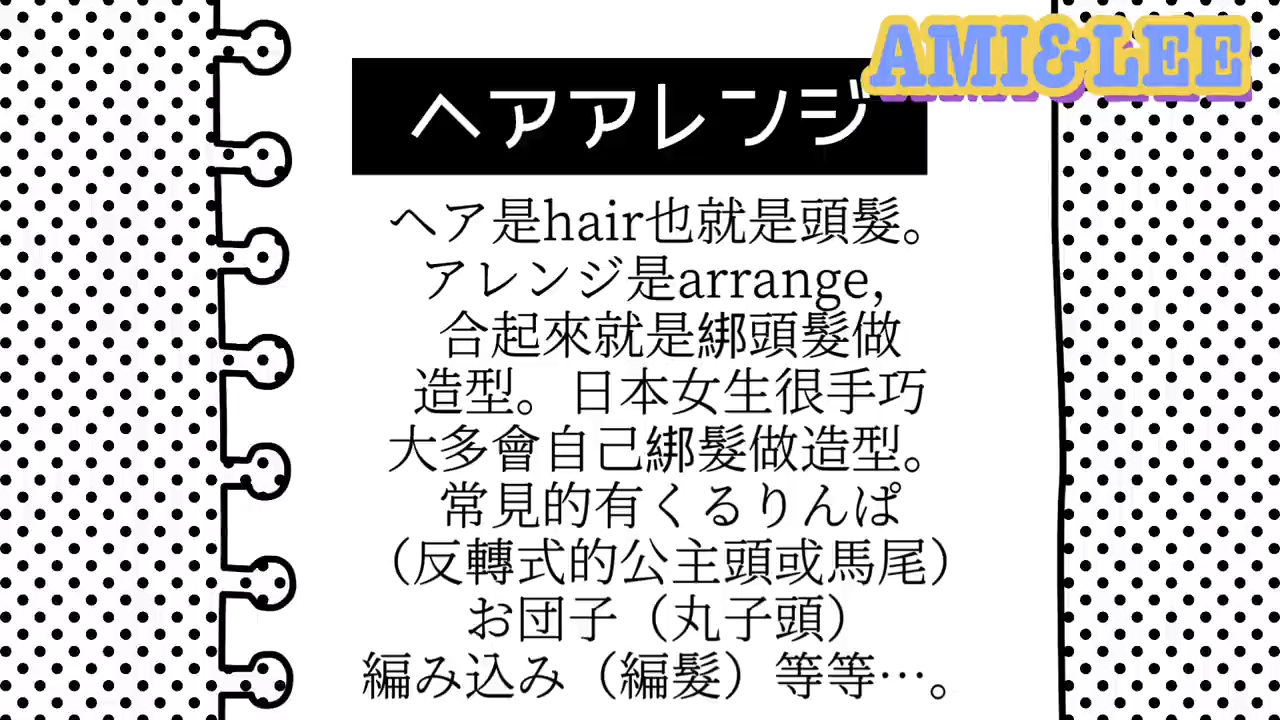 AMI&LEE
ヘアアレンジ
ヘア是hair也就是頭髮。
アレンジ是arrange,
合起來就是綁頭髮做
造型。日本女生很手巧
大多會自己綁髮做造型。
常見的有くるりんぱ
（反轉式的公主頭或馬尾）
お団子（丸子頭）
編み込み（編髮）等等…。